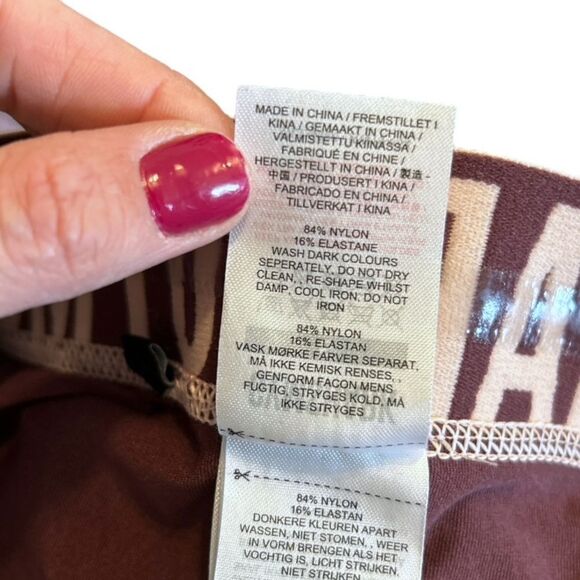 MADE IN CHINA / FREMSTILLET I
KINA / GEMAAKT IN CHINA /
VALMISTETTU KIINASSA /
FABRIQUÉ EN CHINE /
HERGESTELLT IN CHINA / 製造 -
中国 / PRODUSERT I KINA /
FABRICADO EN CHINA /
TILLVERKAT I KINA
84% NYLON
16% ELASTANE
WASH DARK COLOURS
SEPERATELY, DO NOT DRY
CLEAN, , RE-SHAPE WHILST
DAMP, COOL IRON, DO NOT
IRON
84% NYLON
16% ELASTAN
VASK MØRKE FARVER SEPARAT,
MÅ IKKE KEMISK RENSES, ,
GENFORM FACON MENS
FUGTIG, STRYGES KOLD, MÅ
IKKE STRYGES
84% NYLON
16% ELASTAN
DONKERE KLEUREN APART
WASSEN, NIET STOMEN, , WEER
IN VORM BRENGEN ALS HET
VOCHTIG IS, LICHT STRIJKEN,
NIET STRIJKEN